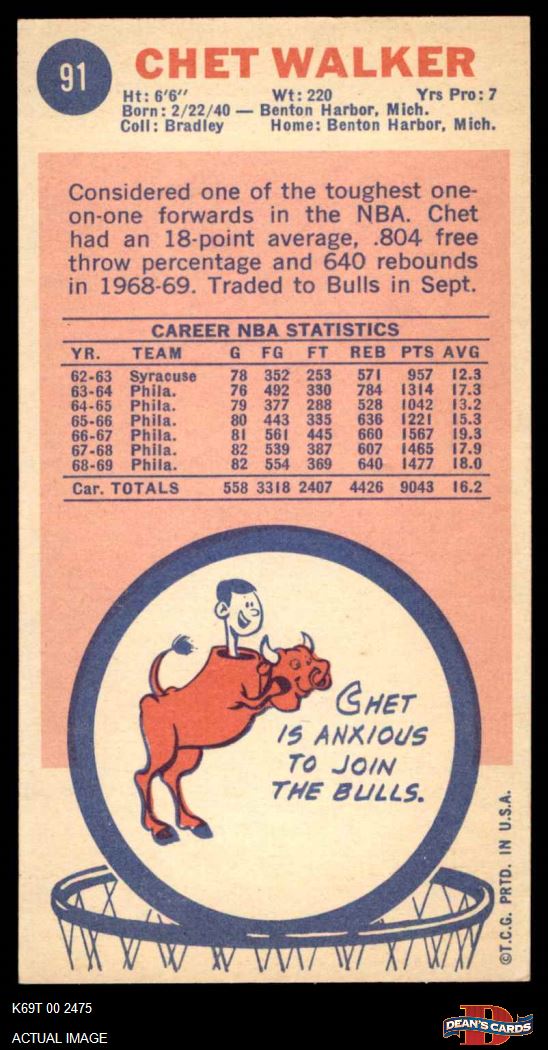 91
CHET WALKER
Ht: 6'6" Wt: 220 Yrs Pro: 7
Born: 2/22/40 — Benton Harbor, Mich.
Coll: Bradley Home: Benton Harbor, Mich.
Considered one of the toughest one-
on-one forwards in the NBA. Chet
had an 18-point average, .804 free
throw percentage and 640 rebounds
in 1968-69. Traded to Bulls in Sept.
CAREER NBA STATISTICS
YR. TEAM G FG FT REB PTS AVG
62-63 Syracuse 78 352 253 571 957 12.3
63-64 Phila. 76 492 330 784 1314 17.3
64-65 Phila. 79 377 288 528 1042 13.2
65-66 Phila. 80 443 335 636 1221 15.3
66-67 Phila. 81 561 445 660 1567 19.3
67-68 Phila. 82 539 387 607 1465 17.9
68-69 Phila. 82 554 369 640 1477 18.0
Car. TOTALS 558 3318 2407 4426 9043 16.2
CHET
IS ANXIOUS
TO JOIN
THE BULLS.
©T.C.G. PRTD. IN U.S.A.
K69T 00 2475
ACTUAL IMAGE
D
DEAN'S CARDS